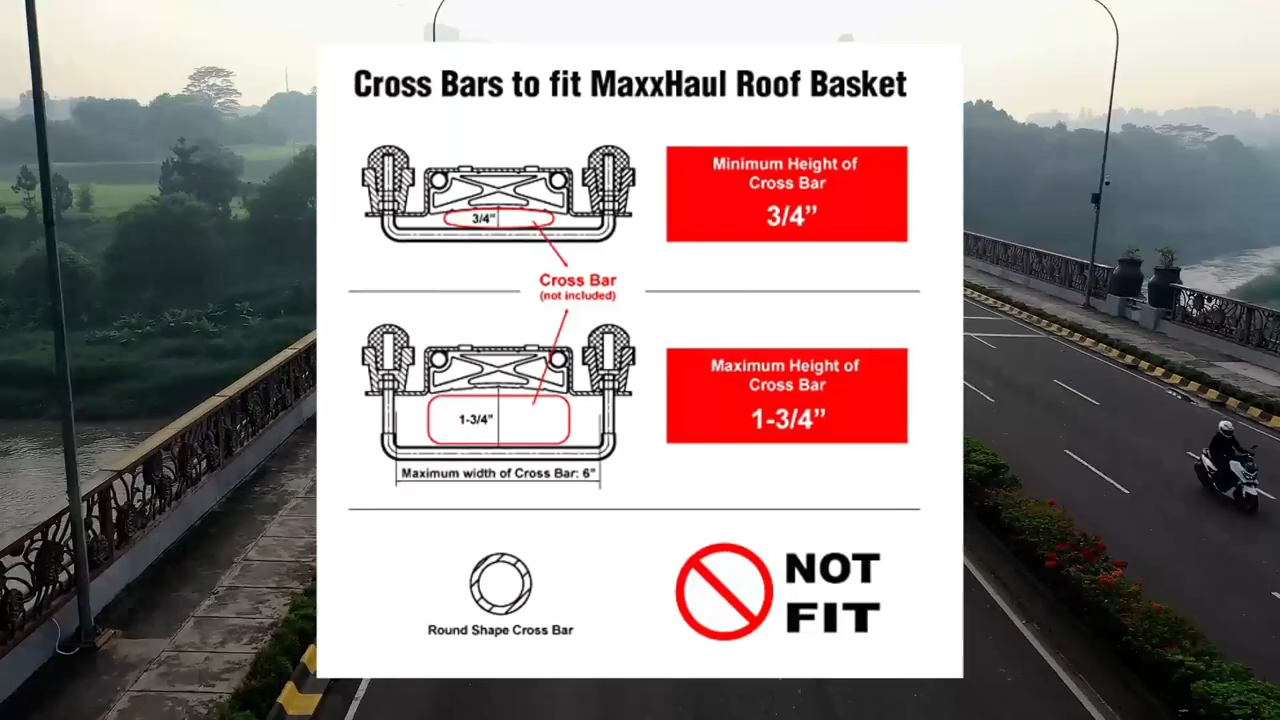 Cross Bars to fit MaxxHaul Roof Basket
3/4"
Minimum Height of
Cross Bar
3/4”
Cross Bar
(not included)
1-3/4"
Maximum width of Cross Bar: 6"
Maximum Height of
Cross Bar
1-3/4”
Round Shape Cross Bar
NOT
FIT